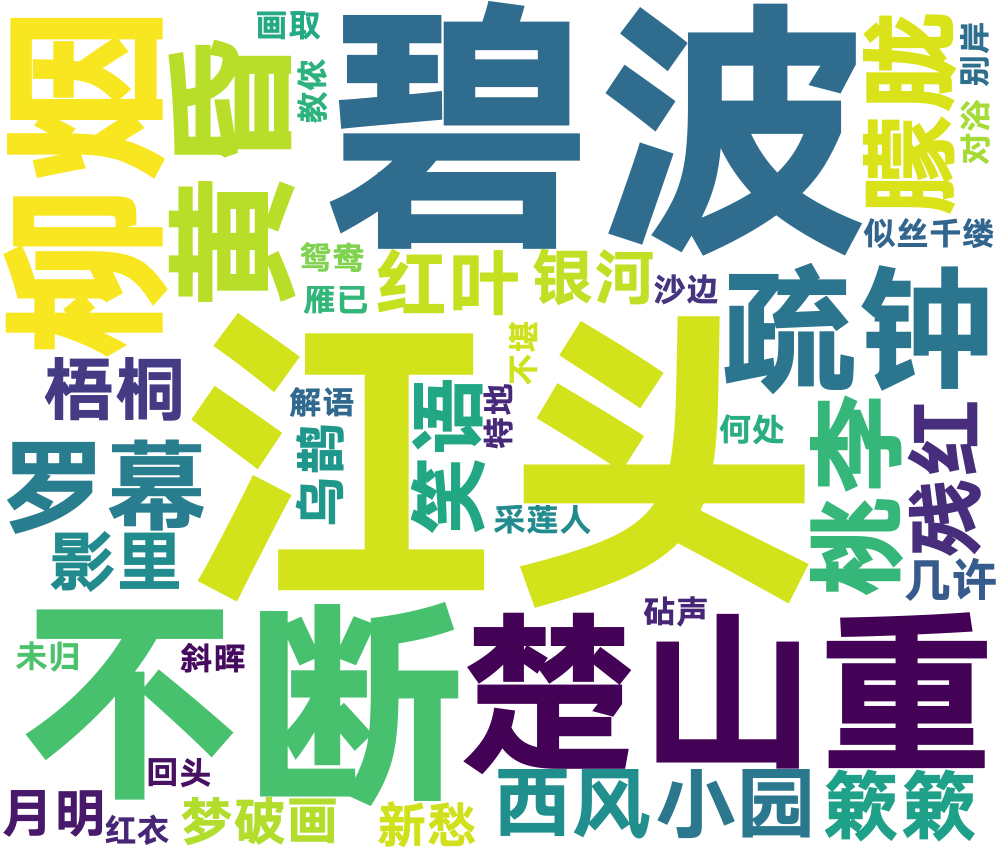 画取
柳烟
黄昏
教侬
碧波
朦胧
别岸
对浴
似丝千缕
鸳鸯
雁已
红叶
银河
沙边
疏钟
梧桐
江头
解语
乌鹊
笑语
特地
不堪
何处
桃李
残红
罗幕
影里
采莲人
几许
未归
斜晖
不断
楚山重
砧声
回头
月明
红衣
梦破画
新愁
西风
小园
簌簌